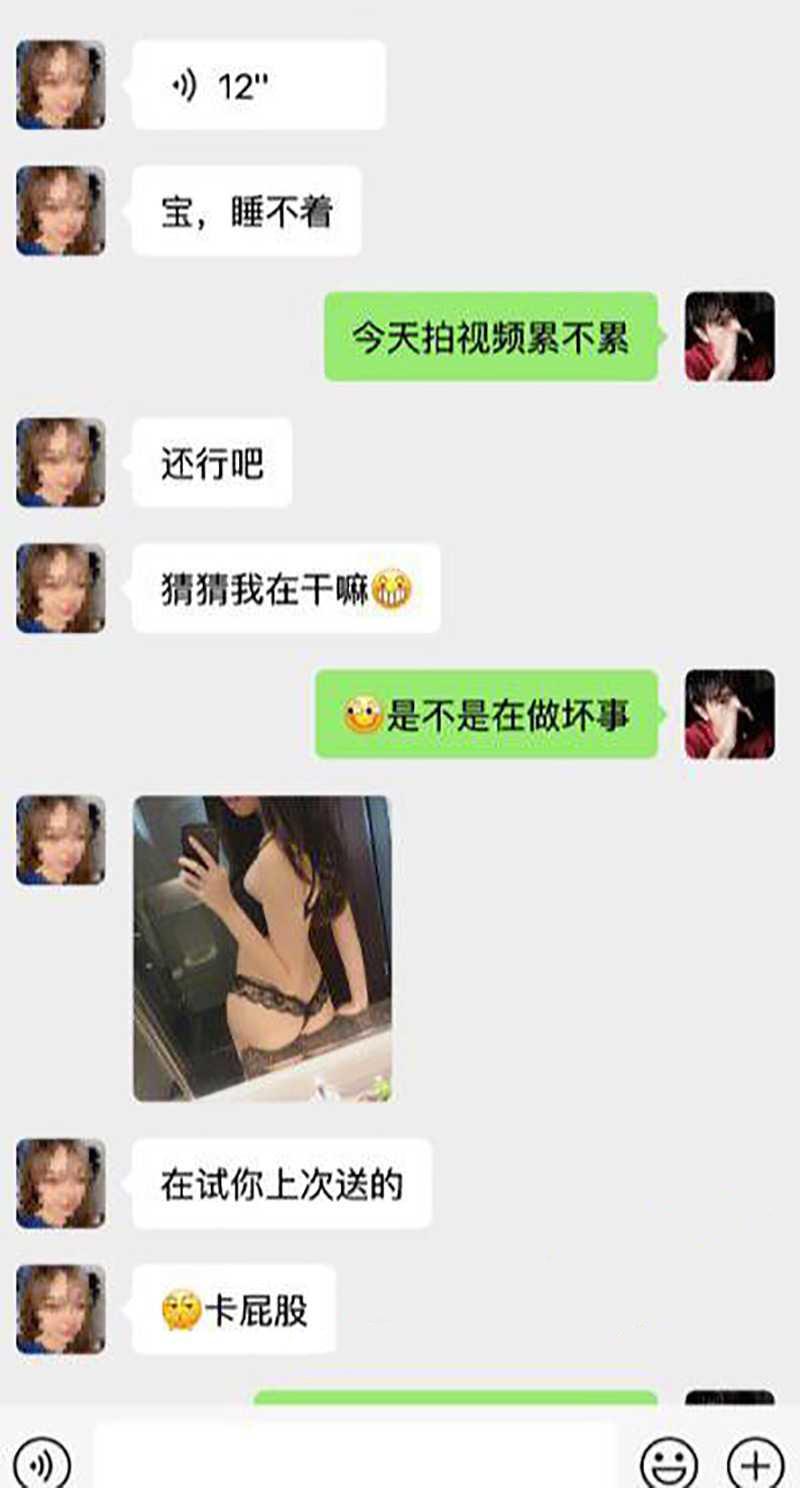 12"
宝，睡不着
今天拍视频累不累
还行吧
猜猜我在干嘛😁
是不是在做坏事
在试你上次送的
卡屁股